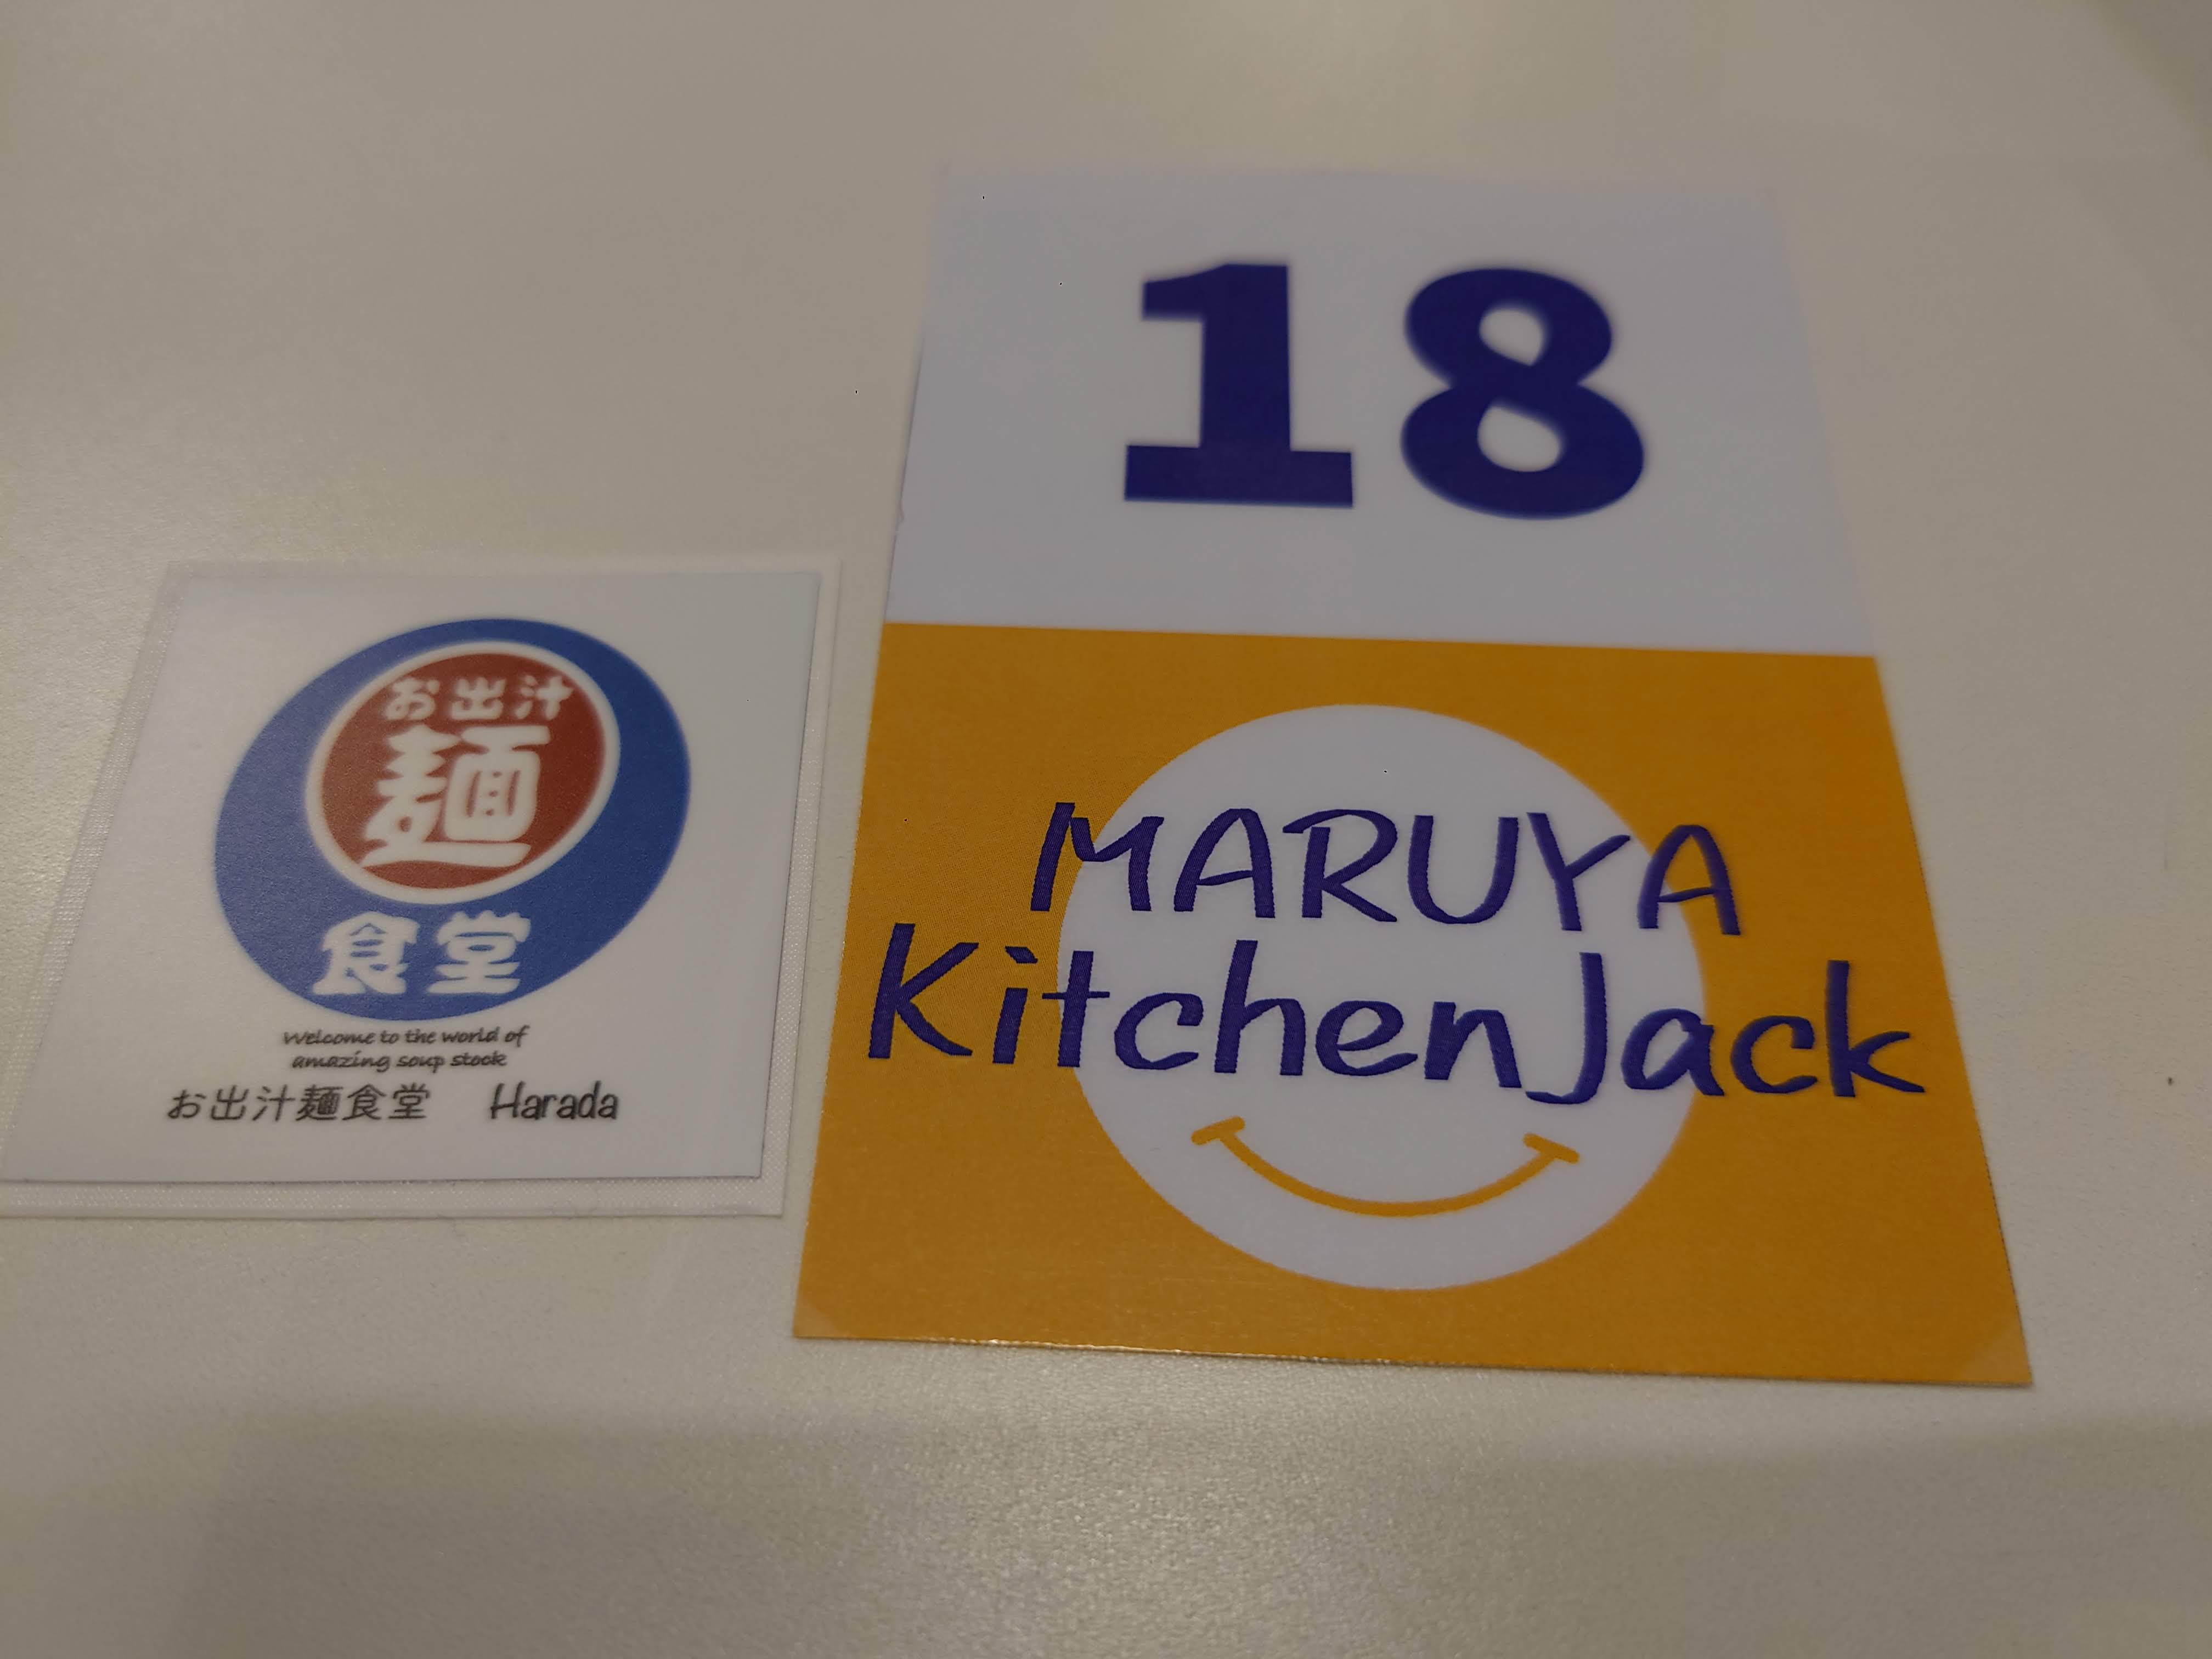 お出汁
麺
食堂
Welcome to the world of
amazing soup stock
お出汁麺食堂 Harada
18
MARUYA
KitchenJack